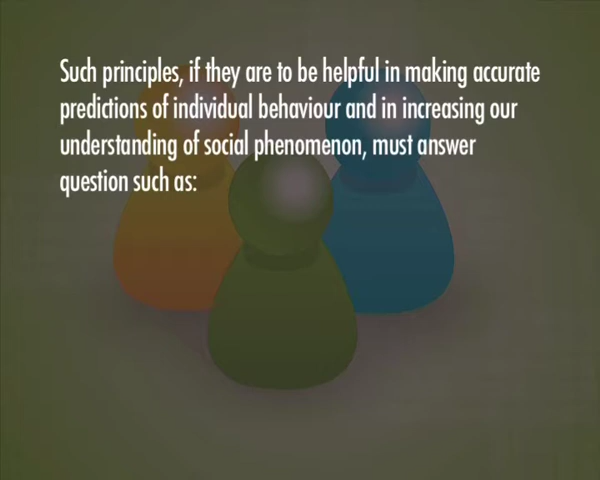 Such principles, if they are to be helpful in making accurate
predictions of individual behaviour and in increasing our
understanding of social phenomenon, must answer
question such as: